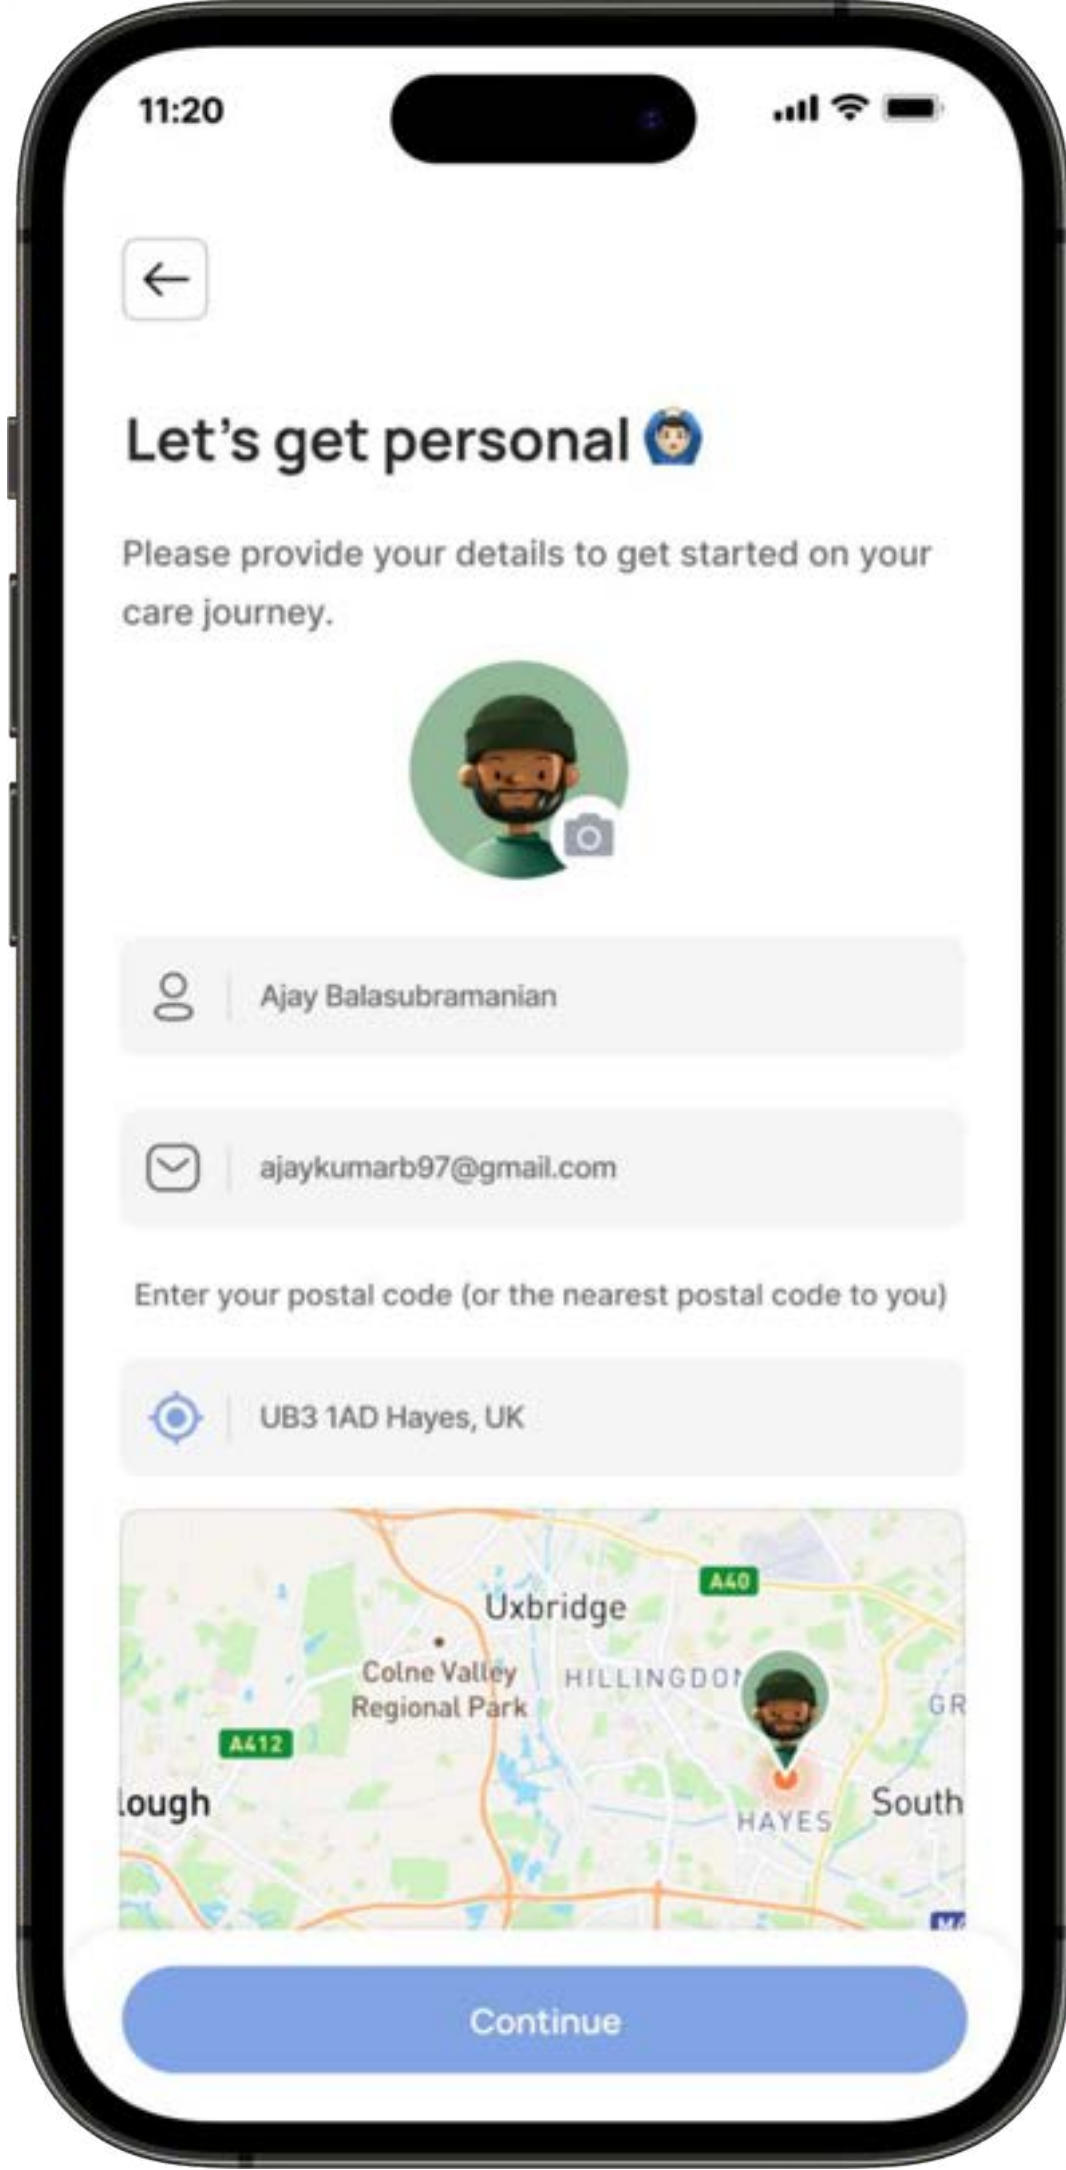 11:20
Let's get personal 🙆🏻‍♂️
Please provide your details to get started on your
care journey.
Ajay Balasubramanian
ajaykumarb97@gmail.com
Enter your postal code (or the nearest postal code to you)
UB3 1AD Hayes, UK
A40
Uxbridge
Colne Valley
Regional Park
HILLINGDON
GR
A412
lough
South
HAYES
Continue